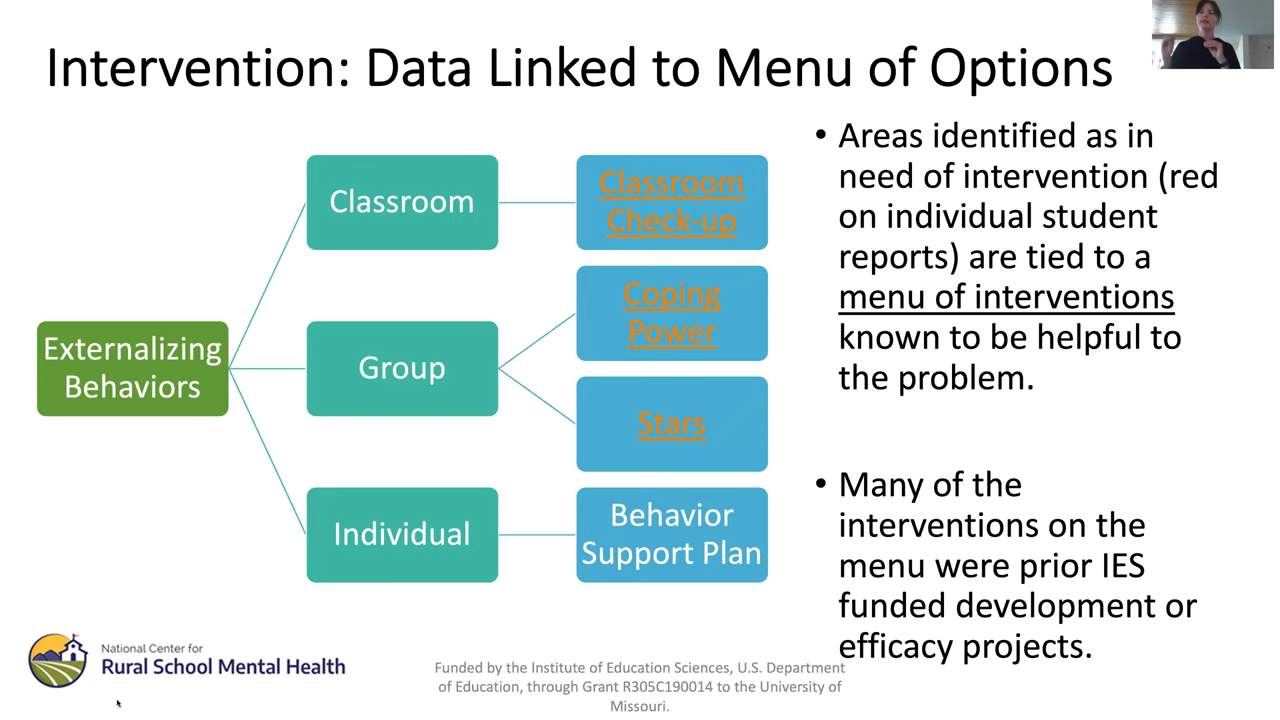 Intervention: Data Linked to Menu of Options
Externalizing
Behaviors
Classroom
Classroom
Check-up
Group
Coping
Power
Stars
Individual
Behavior
Support Plan
• Areas identified as in
need of intervention (red
on individual student
reports) are tied to a
menu of interventions
known to be helpful to
the problem.
• Many of the
interventions on the
menu were prior IES
funded development or
efficacy projects.
National Center for
Rural School Mental Health
Funded by the Institute of Education Sciences, U.S. Department
of Education, through Grant R305C190014 to the University of
Missouri.